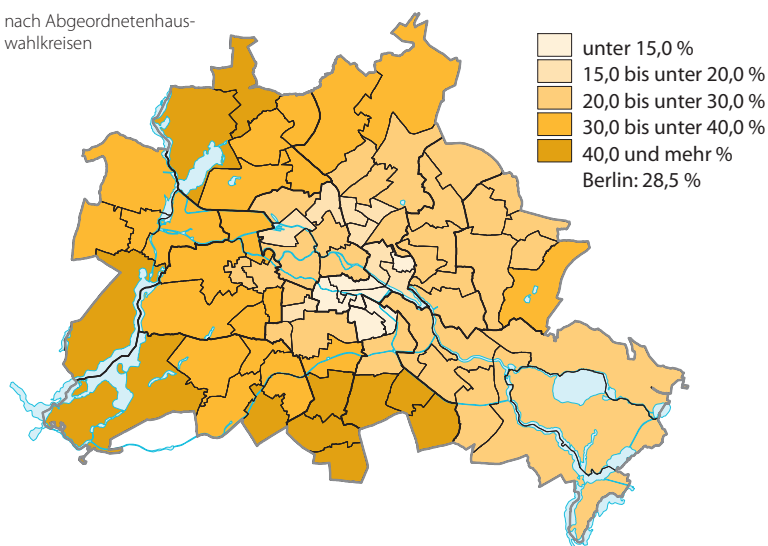 nach Abgeordnetenhaus-
wahlkreisen
unter 15,0 %
15,0 bis unter 20,0 %
20,0 bis unter 30,0 %
30,0 bis unter 40,0 %
40,0 und mehr %
Berlin: 28,5 %